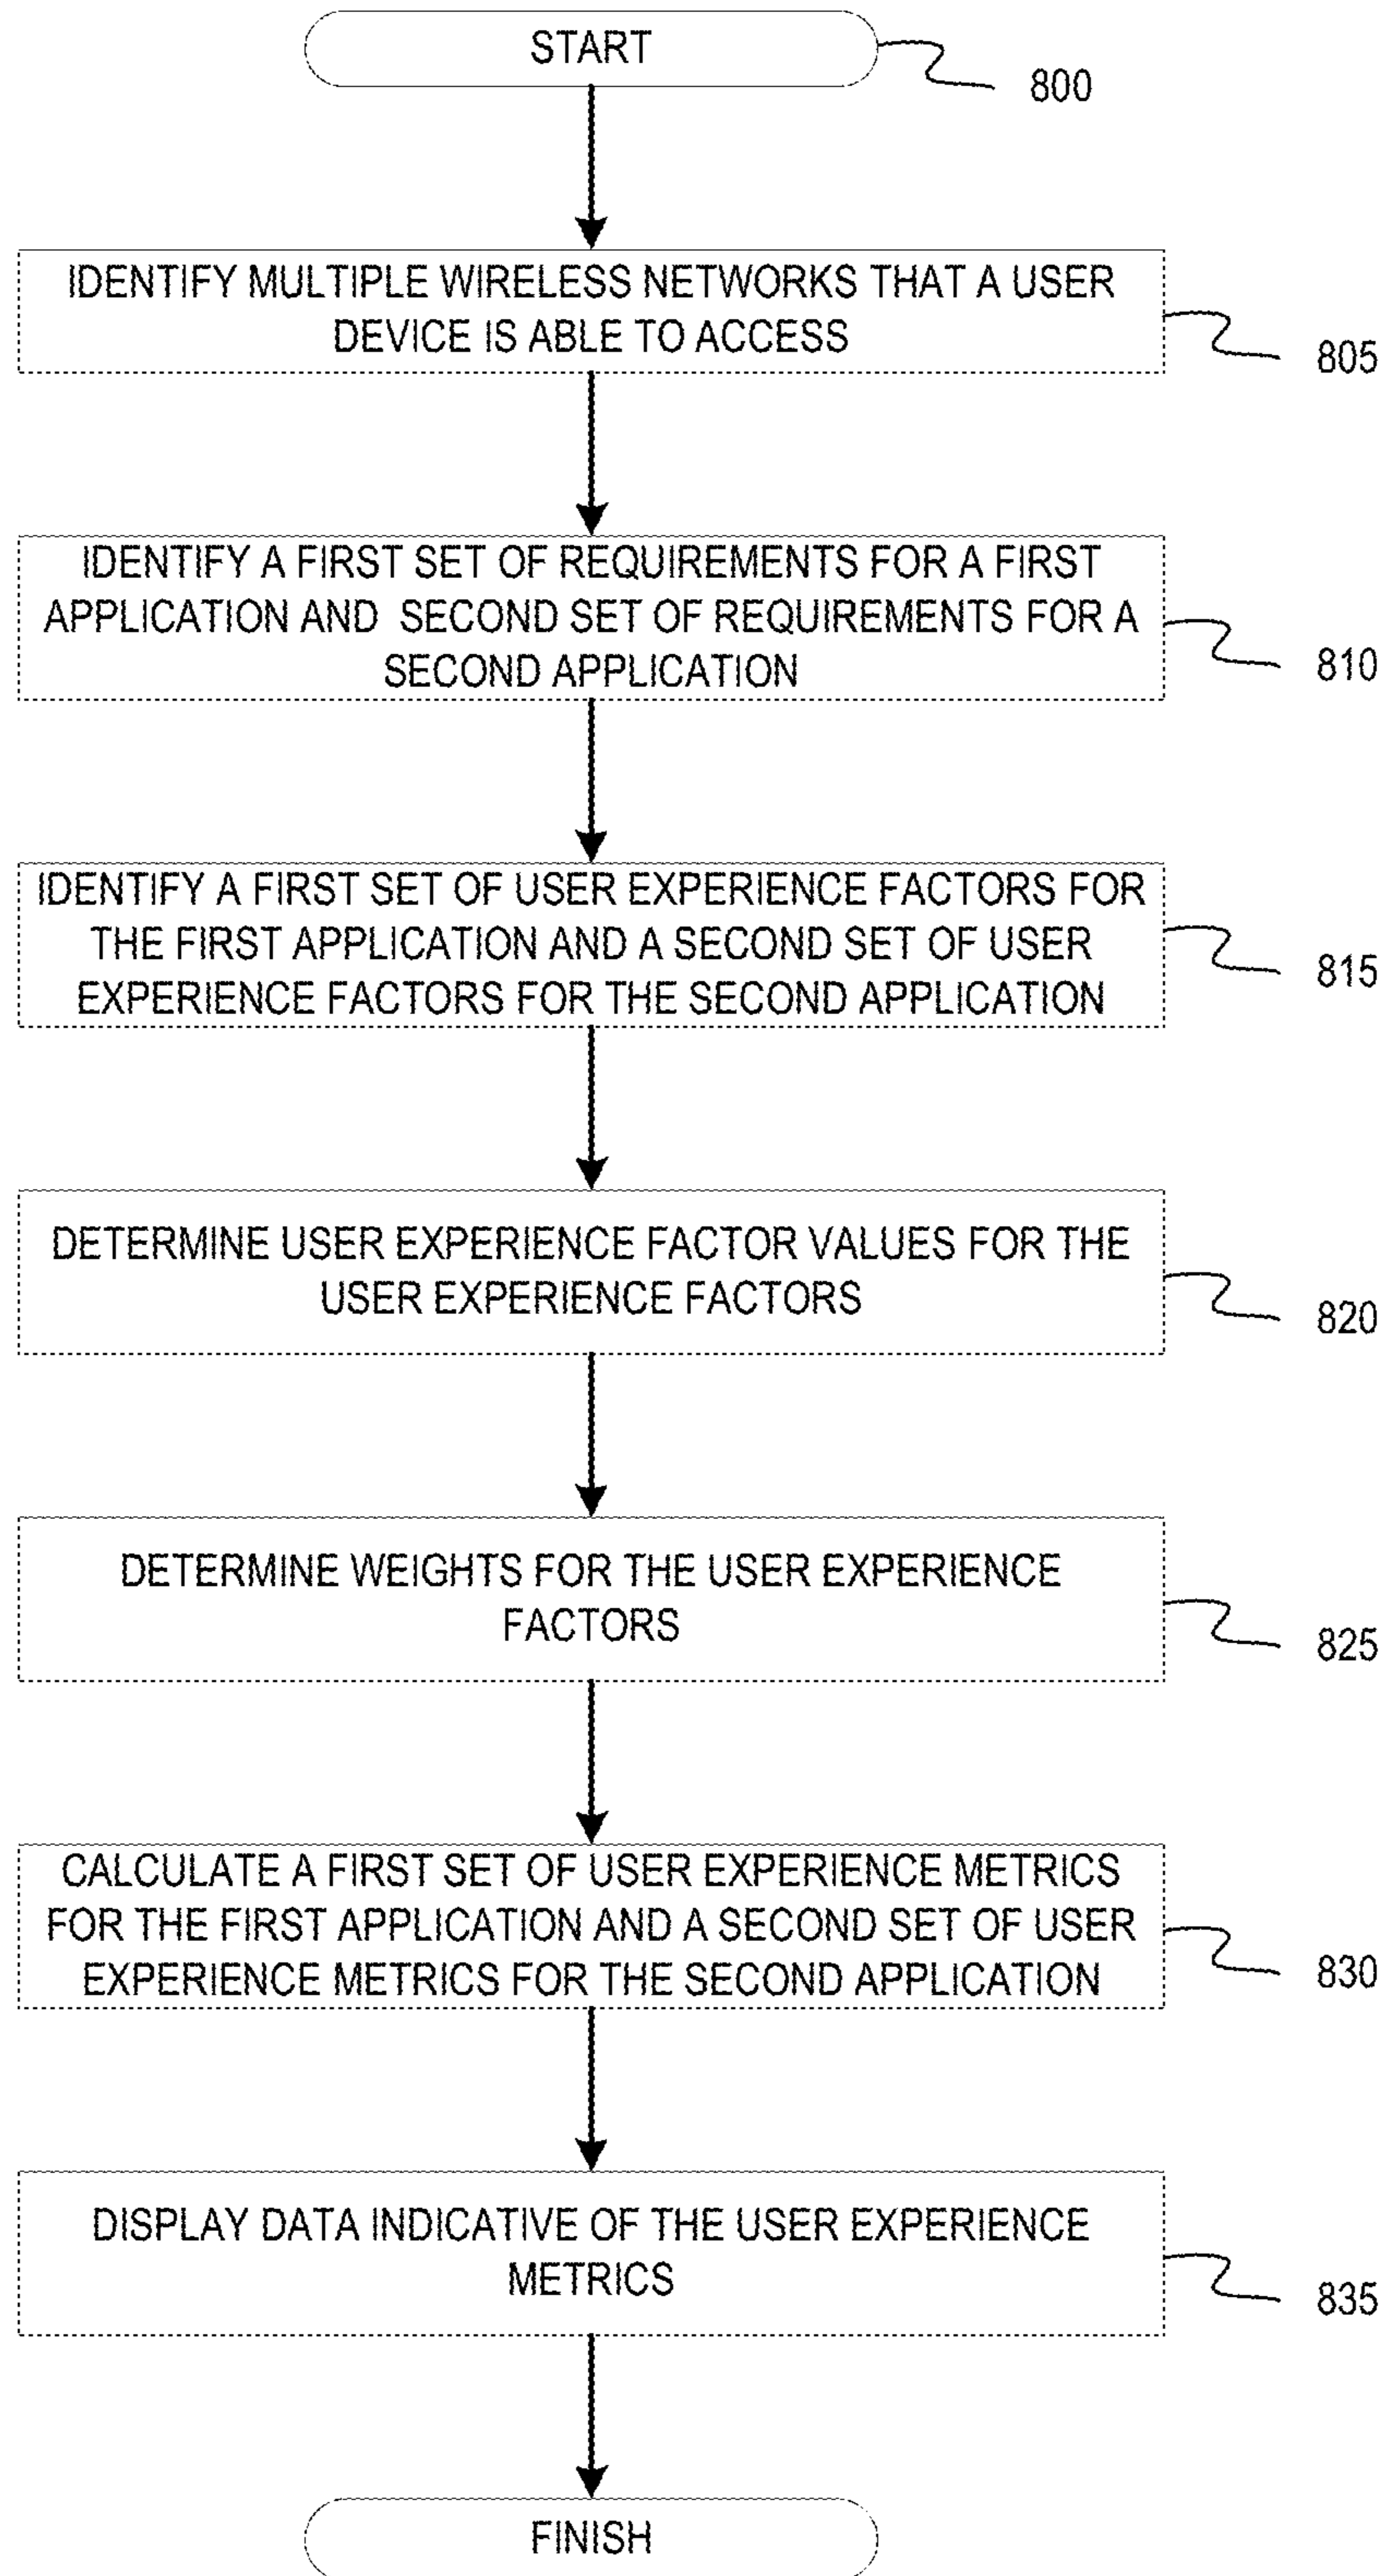 START
800
IDENTIFY MULTIPLE WIRELESS NETWORKS THAT A USER
DEVICE IS ABLE TO ACCESS
805
IDENTIFY A FIRST SET OF REQUIREMENTS FOR A FIRST
APPLICATION AND SECOND SET OF REQUIREMENTS FOR A
SECOND APPLICATION
810
IDENTIFY A FIRST SET OF USER EXPERIENCE FACTORS FOR
THE FIRST APPLICATION AND A SECOND SET OF USER
EXPERIENCE FACTORS FOR THE SECOND APPLICATION
815
DETERMINE USER EXPERIENCE FACTOR VALUES FOR THE
USER EXPERIENCE FACTORS
820
DETERMINE WEIGHTS FOR THE USER EXPERIENCE
FACTORS
825
CALCULATE A FIRST SET OF USER EXPERIENCE METRICS
FOR THE FIRST APPLICATION AND A SECOND SET OF USER
EXPERIENCE METRICS FOR THE SECOND APPLICATION
830
DISPLAY DATA INDICATIVE OF THE USER EXPERIENCE
METRICS
835
FINISH